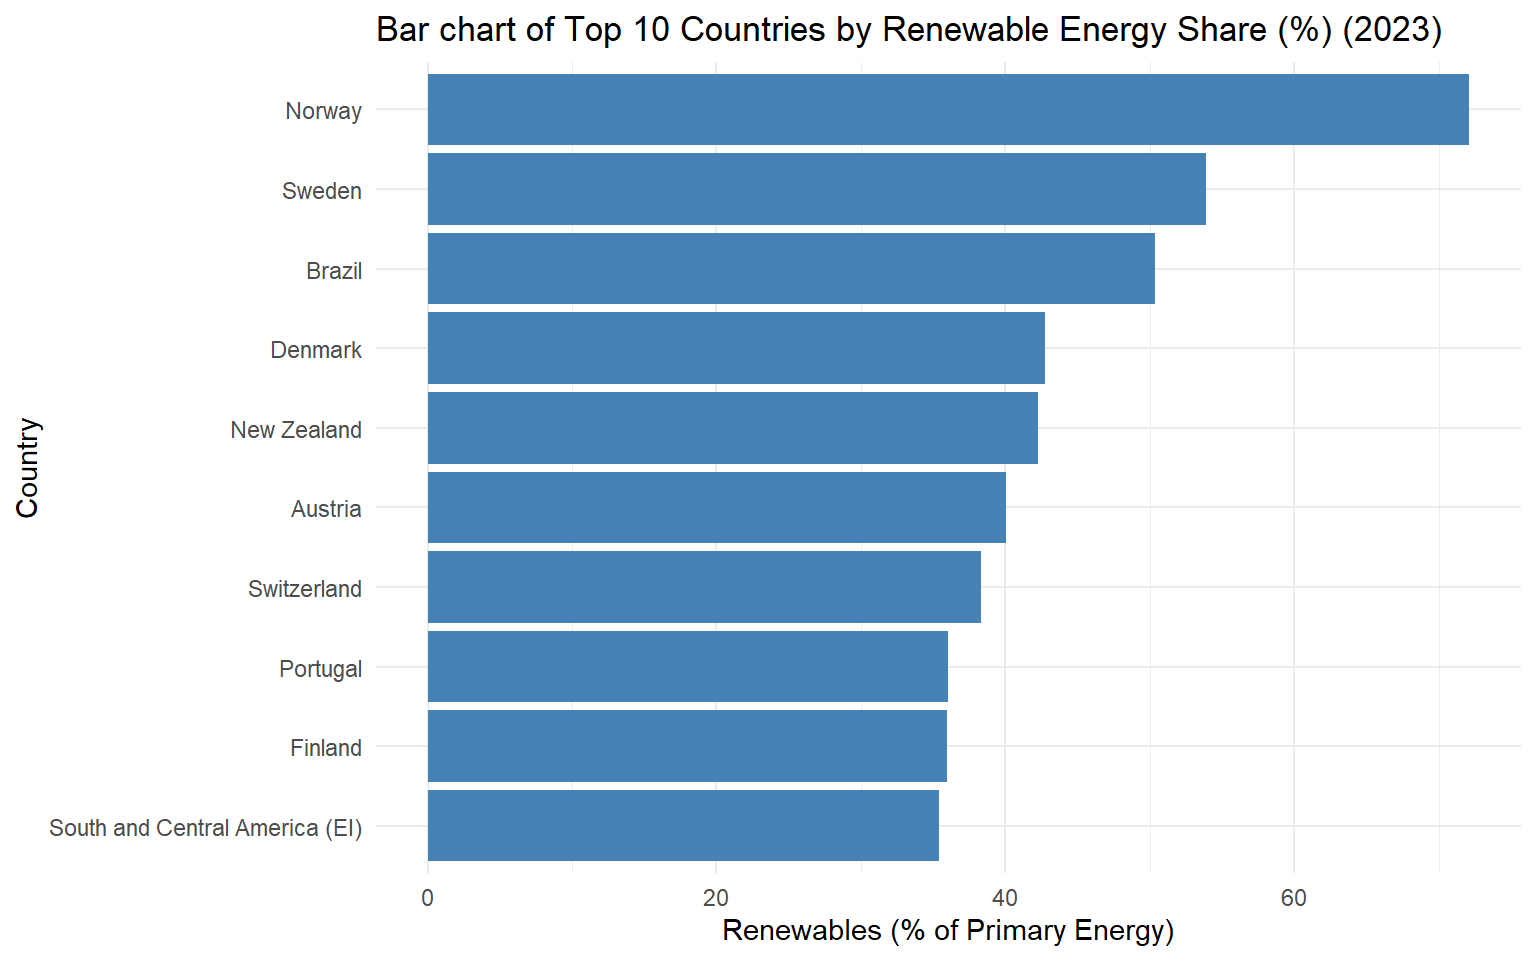 Bar chart of Top 10 Countries by Renewable Energy Share (%) (2023)
Country
Norway
Sweden
Brazil
Denmark
New Zealand
Austria
Switzerland
Portugal
Finland
South and Central America (EI)
0 20 40 60
Renewables (% of Primary Energy)